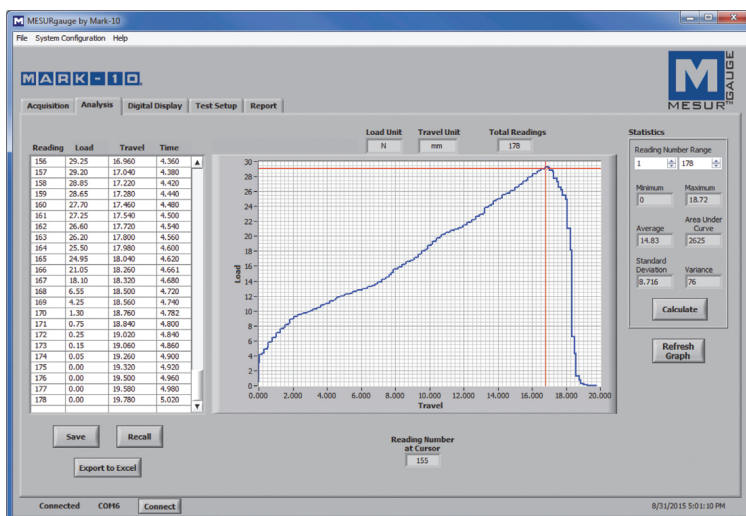 MESURgauge by Mark-10
File System Configuration Help
MARK-10
M
MESUR GAUGE TM
Acquisition Analysis Digital Display Test Setup Report
Load Unit Travel Unit Total Readings
N mm 178
Reading Load Travel Time
156 29.25 16.960 4.360
157 29.20 17.040 4.380
158 28.85 17.220 4.420
159 28.65 17.280 4.440
160 27.70 17.460 4.480
161 27.25 17.540 4.500
162 26.60 17.720 4.540
163 26.20 17.800 4.560
164 25.50 17.980 4.600
165 24.95 18.040 4.620
166 21.05 18.260 4.661
167 18.10 18.320 4.680
168 6.55 18.500 4.720
169 4.25 18.560 4.740
170 1.30 18.760 4.782
171 0.75 18.840 4.800
172 0.25 19.020 4.840
173 0.15 19.060 4.860
174 0.05 19.260 4.900
175 0.00 19.320 4.920
176 0.00 19.500 4.960
177 0.00 19.580 4.980
178 0.00 19.780 5.020
Load
30
28
26
24
22
20
18
16
14
12
10
8
6
4
2
0
0.000 2.000 4.000 6.000 8.000 10.000 12.000 14.000 16.000 18.000 20.000
Travel
Statistics
Reading Number Range
1 178
Minimum Maximum
0 18.72
Average Area Under
Curve
14.83 2625
Standard
Deviation Variance
8.716 76
Calculate
Refresh
Graph
Save Recall
Export to Excel
Reading Number
at Cursor
155
Connected COM6 Connect 8/31/2015 5:01:10 PM